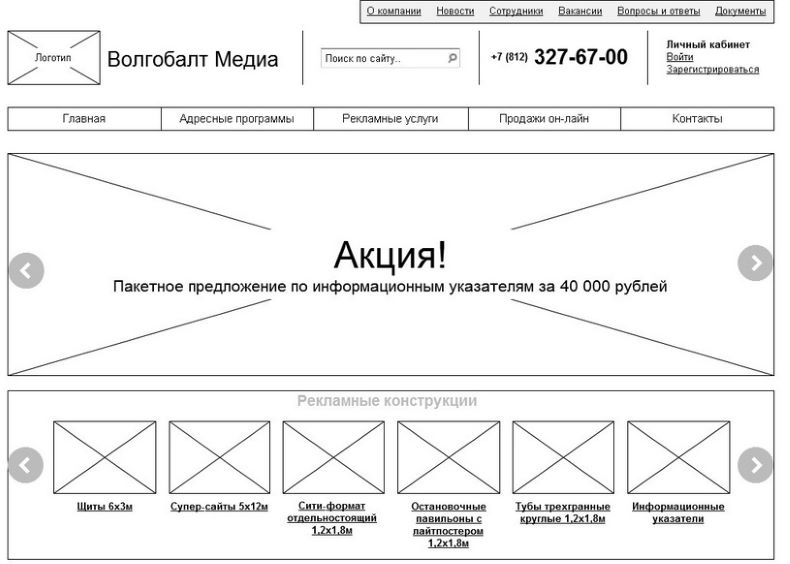 О компании Новости Сотрудники Вакансии Вопросы и ответы Документы
Логотип
Волгобалт Медиа
Поиск по сайту..
+7 (812) 327-67-00
Личный кабинет
Войти
Зарегистрироваться
Главная Адресные программы Рекламные услуги Продажи он-лайн Контакты
Акция!
Пакетное предложение по информационным указателям за 40 000 рублей
Рекламные конструкции
Щиты 6х3м
Супер-сайты 5х12м
Сити-формат
отдельностоящий
1,2х1,8м
Остановочные
павильоны с
лайтпостером
1,2х1,8м
Тубы трехгранные
круглые 1,2х1,8м
Информационные
указатели